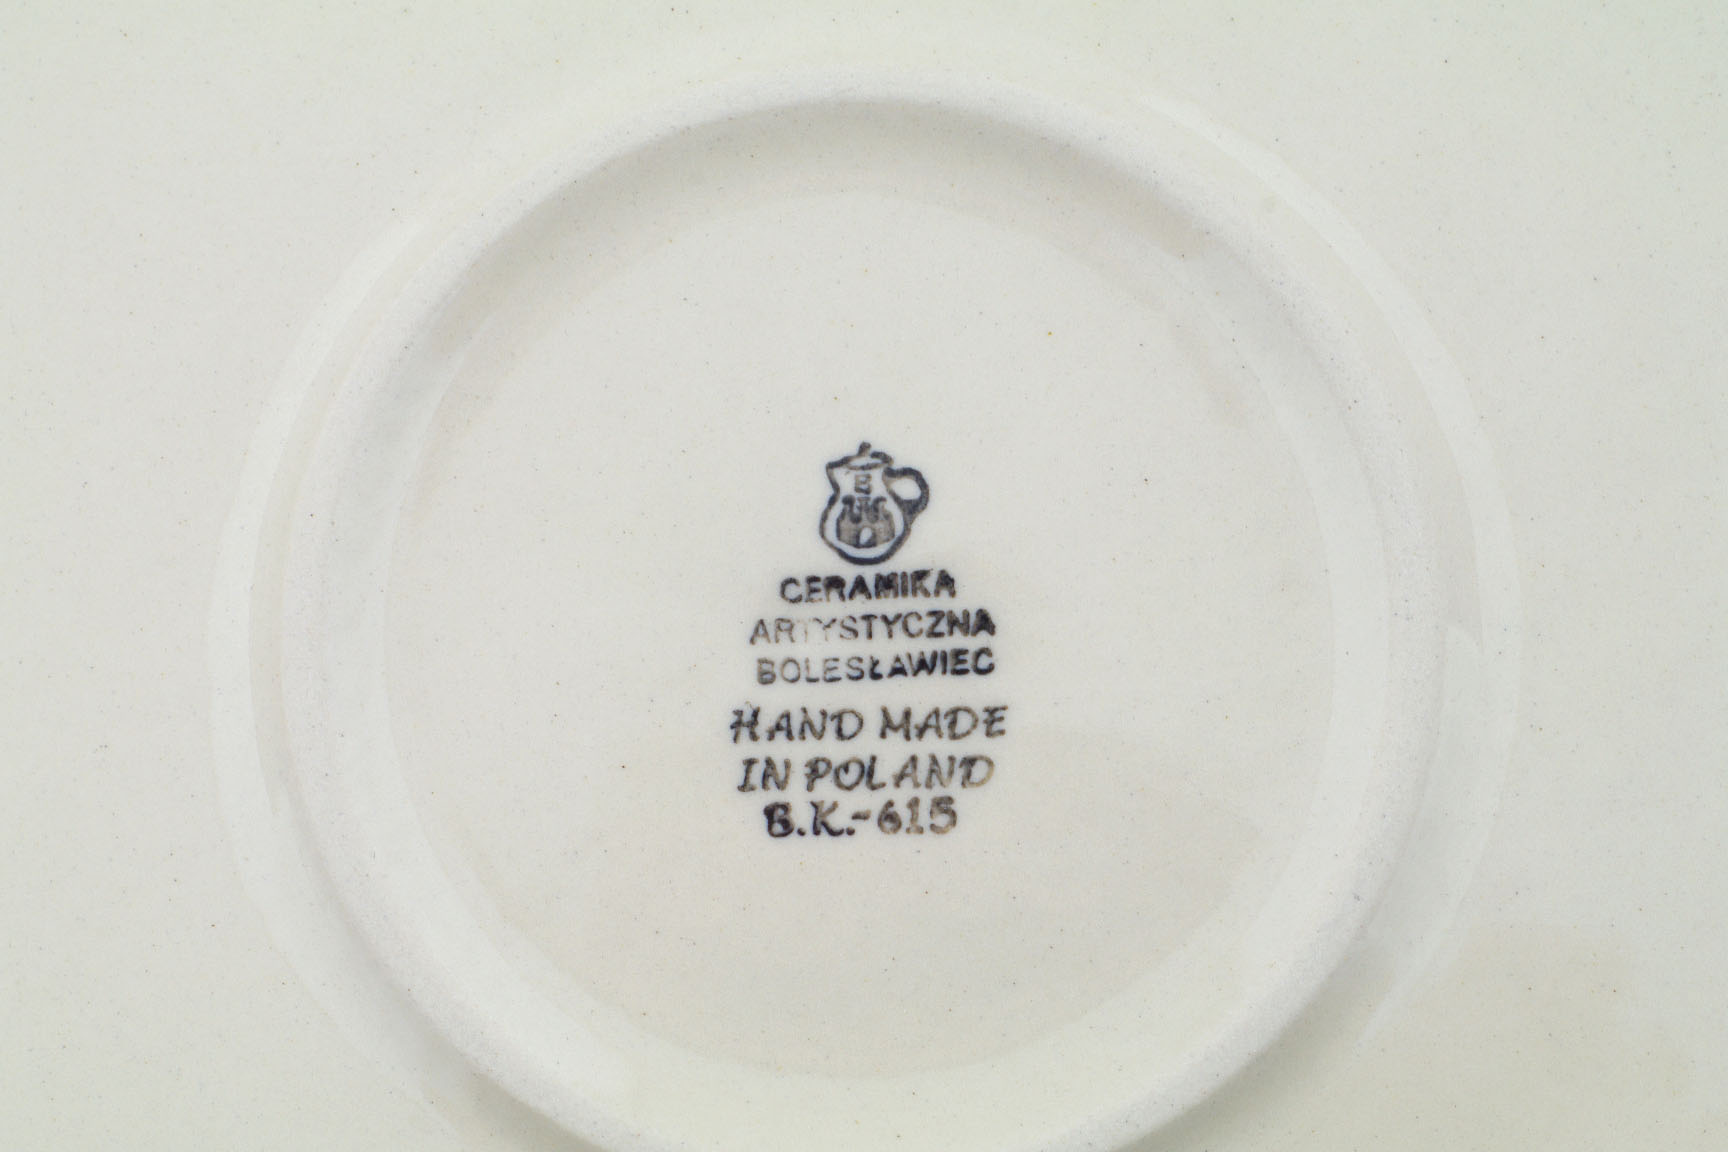 E
CERAMIKA
ARTYSTYCZNA
BOLESŁAWIEC
HAND MADE
IN POLAND
B.K.-615